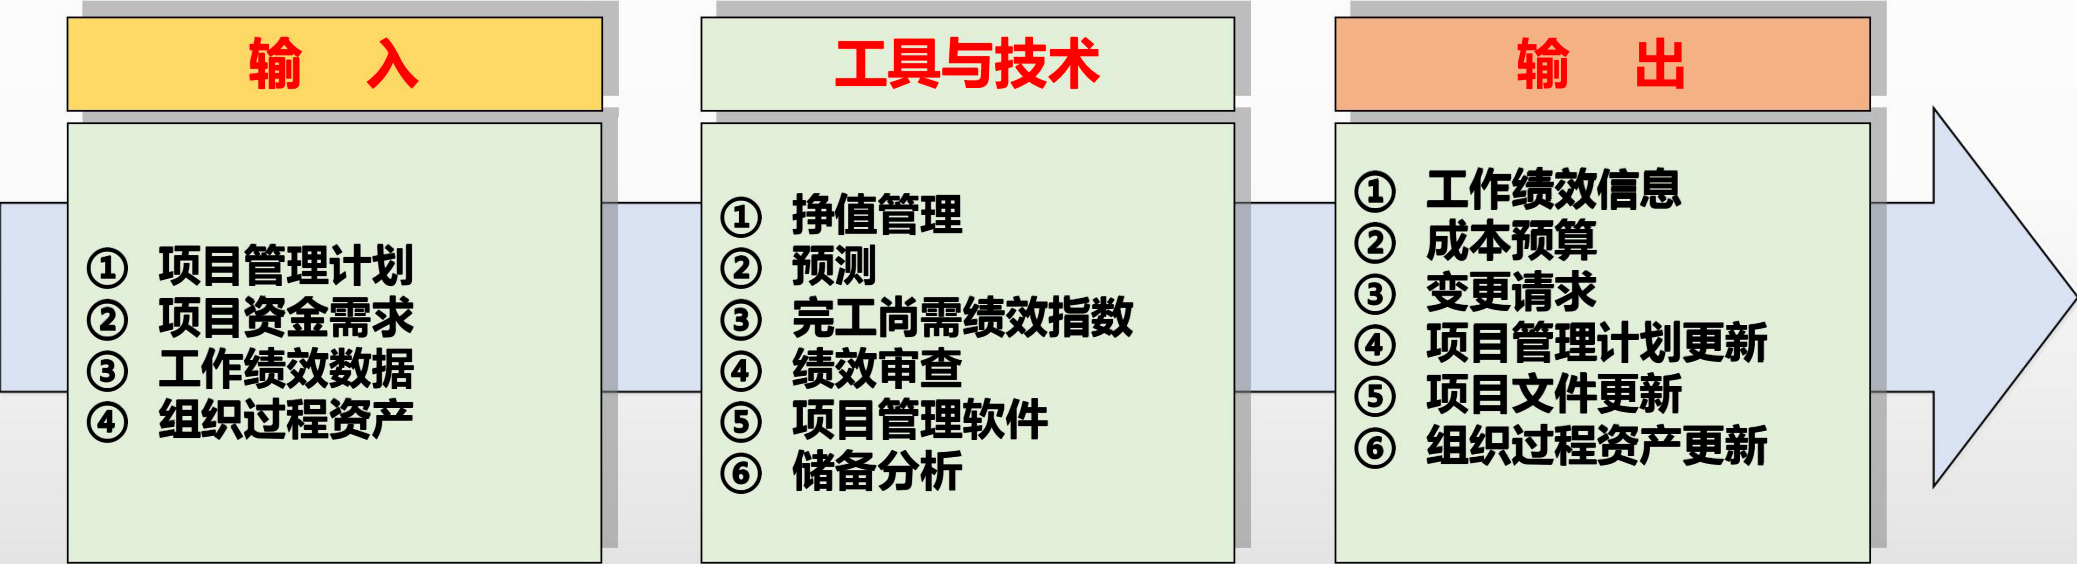 输 入
① 项目管理计划
② 项目资金需求
③ 工作绩效数据
④ 组织过程资产
工具与技术
① 挣值管理
② 预测
③ 完工尚需绩效指数
④ 绩效审查
⑤ 项目管理软件
⑥ 储备分析
输 出
① 工作绩效信息
② 成本预算
③ 变更请求
④ 项目管理计划更新
⑤ 项目文件更新
⑥ 组织过程资产更新